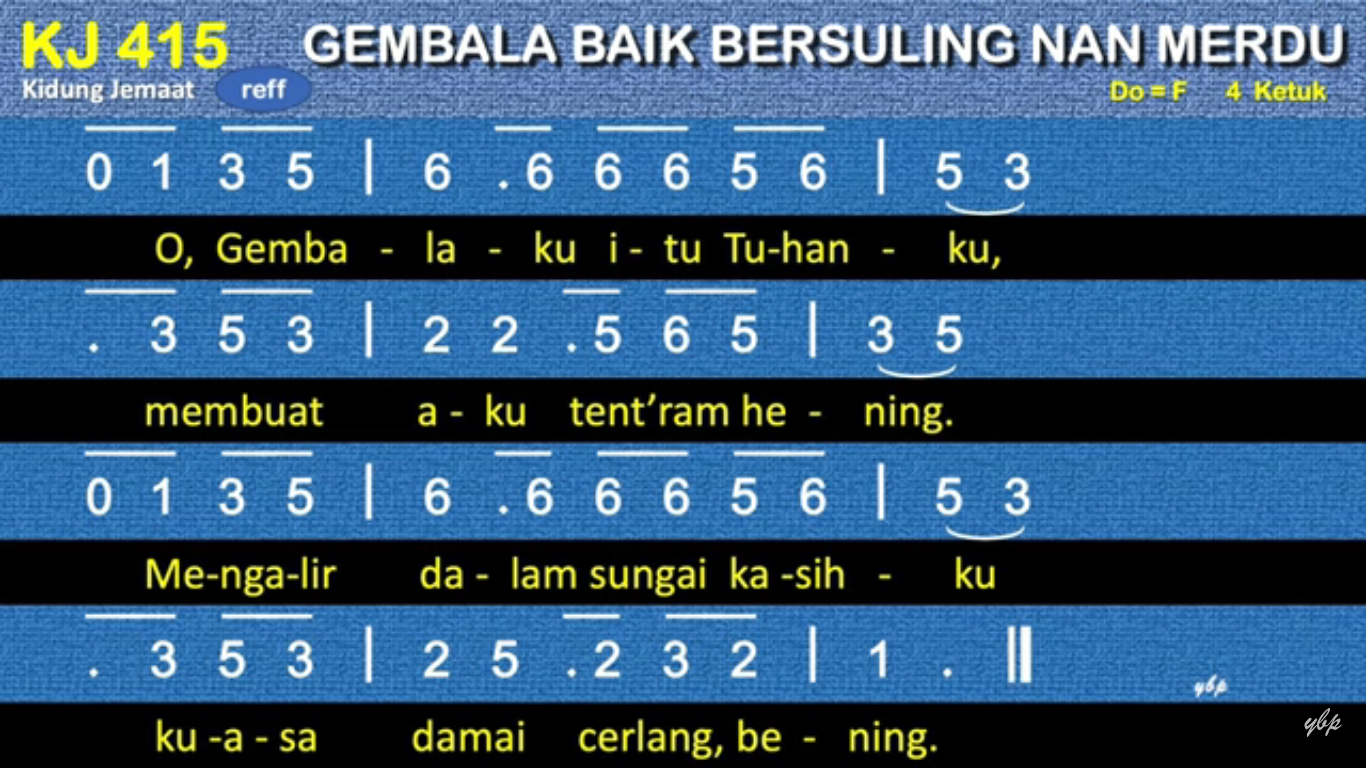 KJ 415 GEMBALA BAIK BERSULING NAN MERDU
Kidung Jemaat reff Do = F 4 Ketuk
0 1 3 5 | 6 . 6 6 6 5 6 | 5 3
O, Gemba - la - ku i - tu Tu-han - ku,
. 3 5 3 | 2 2 . 5 6 5 | 3 5
membuat a - ku tent’ram he - ning.
0 1 3 5 | 6 . 6 6 6 5 6 | 5 3
Me-nga-lir da - lam sungai ka -sih - ku
. 3 5 3 | 2 5 . 2 3 2 | 1 . ||
ybp
ku -a - sa damai cerlang, be - ning.
ybp